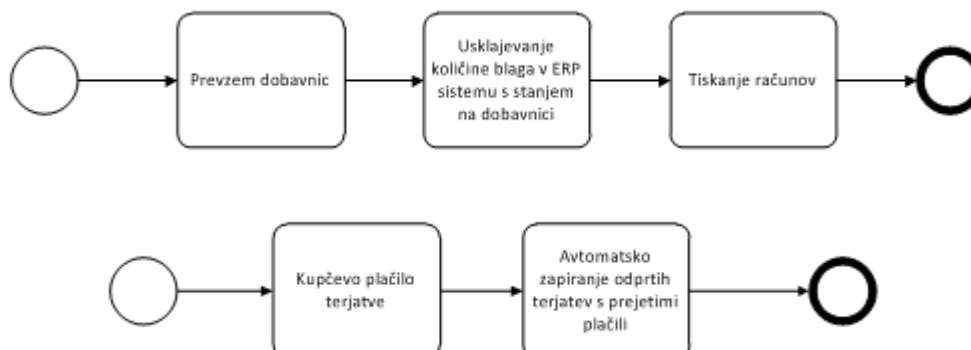 Prevzem dobavnic
Usklajevanje
količine blaga v ERP
sistemu s stanjem
na dobavnici
Tiskanje računov
Kupčevo plačilo
terjatve
Avtomatsko
zapiranje odprtih
terjatev s prejetimi
plačili